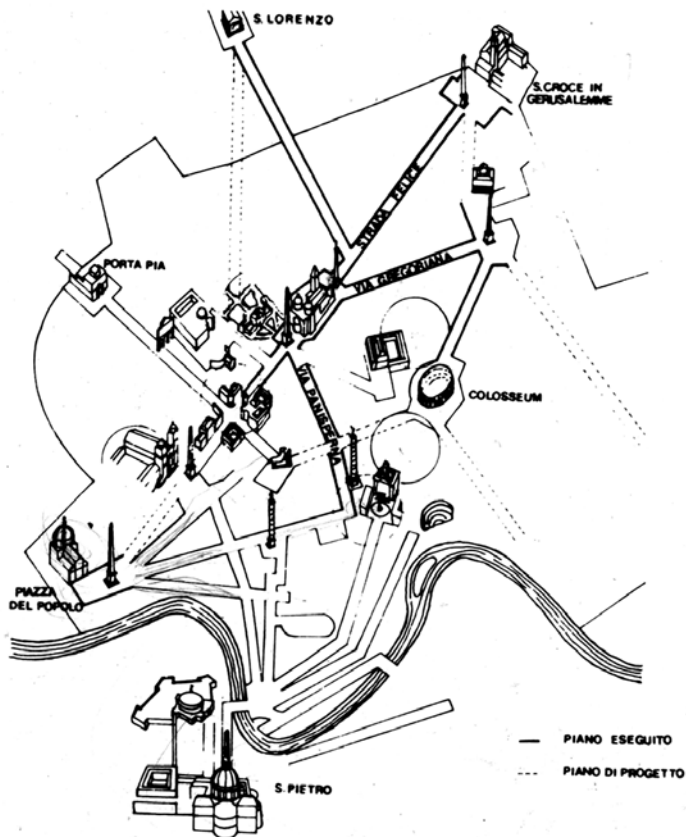 S. LORENZO
S. CROCE IN
GERUSALEMME
STRADA FELICE
PORTA PIA
VIA GREGORIANA
VIA PANISPERNA
COLOSSEUM
PIAZZA
DEL POPOLO
PIANO ESEGUITO
PIANO DI PROGETTO
S. PIETRO